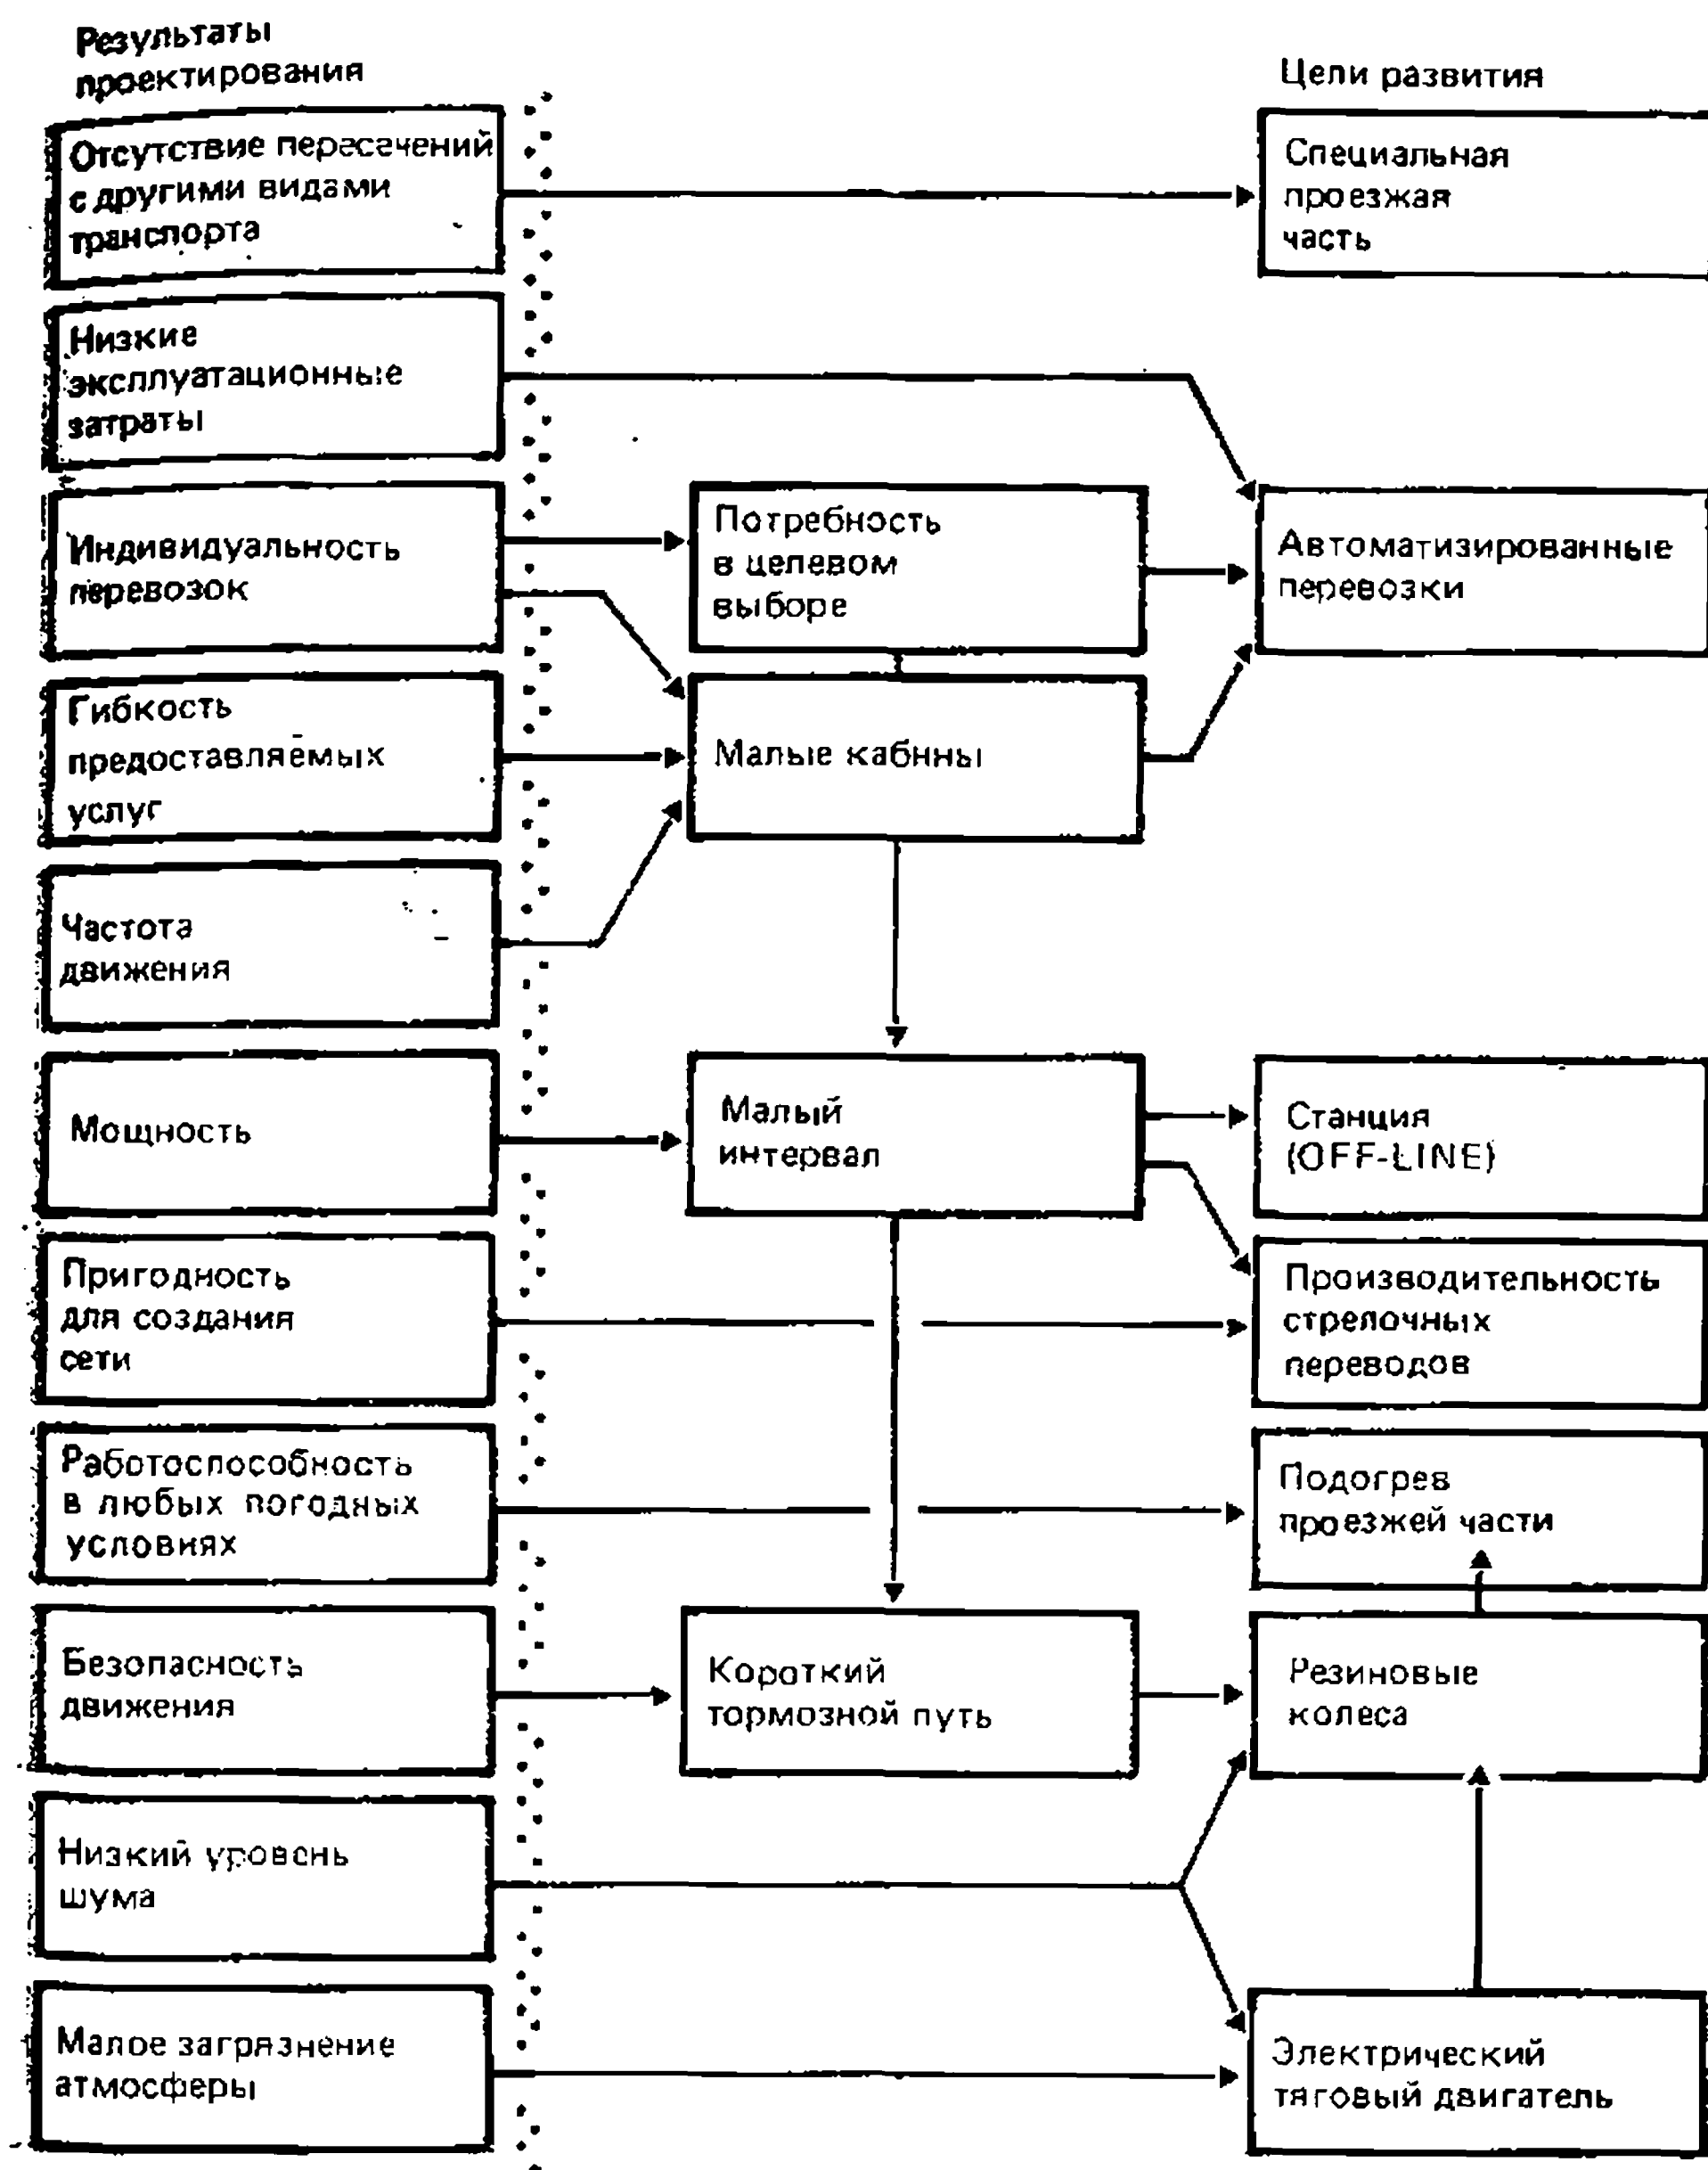 Результаты
проектирования
Цели развития
Отсутствие пересечений
с другими видами
транспорта
Специальная
проезжая
часть
Низкие
эксплуатационные
затраты
Индивидуальность
перевозок
Потребность
в целевом
выборе
Автоматизированные
перевозки
Гибкость
предоставляемых
услуг
Малые кабины
Частота
движения
Мощность
Малый
интервал
Станция
(OFF-LINE)
Пригодность
для создания
сети
Производительность
стрелочных
переводов
Работоспособность
в любых погодных
условиях
Подогрев
проезжей части
Безопасность
движения
Короткий
тормозной путь
Резиновые
колеса
Низкий уровень
шума
Малое загрязнение
атмосферы
Электрический
тяговый двигатель